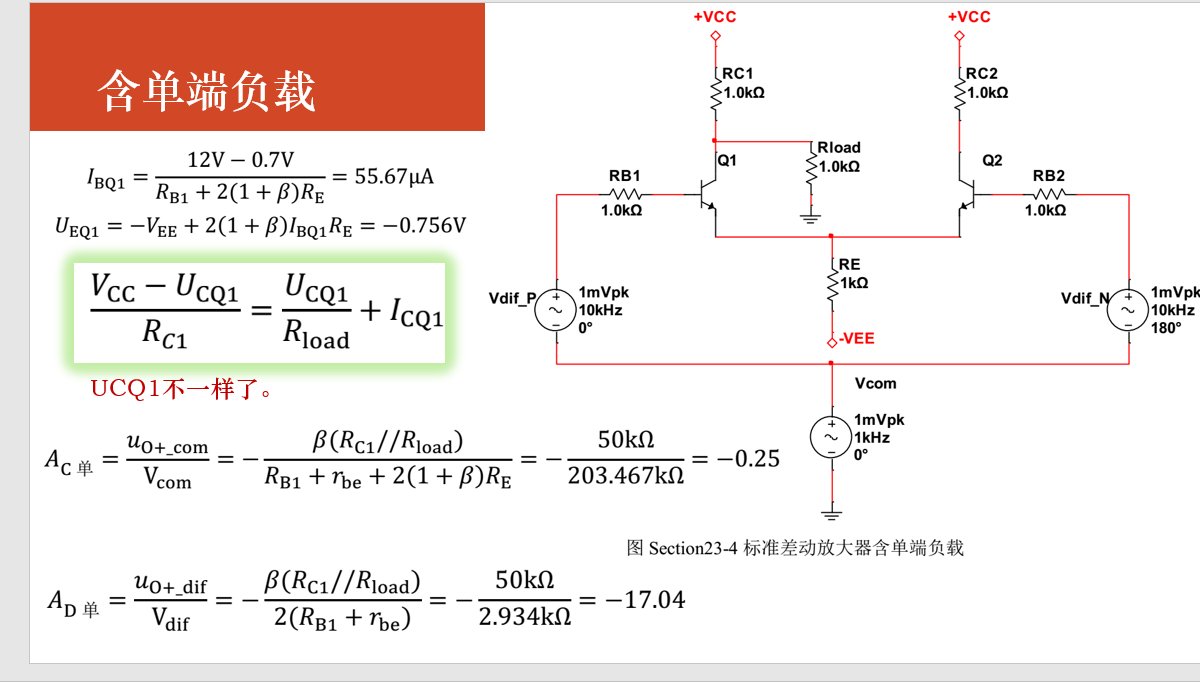 含单端负载
I_BQ1 = (12V − 0.7V) / (R_B1 + 2(1 + β)R_E) = 55.67μA
U_EQ1 = −V_EE + 2(1 + β)I_BQ1 R_E = −0.756V
(V_CC − U_CQ1) / R_C1 = U_CQ1 / R_load + I_CQ1
UCQ1不一样了。
A_C单 = u_O+_com / V_com = − β(R_C1//R_load) / (R_B1 + r_be + 2(1 + β)R_E) = − 50kΩ / 203.467kΩ = −0.25
A_D单 = u_O+_dif / V_dif = − β(R_C1//R_load) / 2(R_B1 + r_be) = − 50kΩ / 2.934kΩ = −17.04
+VCC
+VCC
RC1
1.0kΩ
RC2
1.0kΩ
Rload
1.0kΩ
Q1
Q2
RB1
1.0kΩ
RB2
1.0kΩ
RE
1kΩ
Vdif_P
1mVpk
10kHz
0°
Vdif_N
1mVpk
10kHz
180°
-VEE
Vcom
1mVpk
1kHz
0°
图 Section23-4 标准差动放大器含单端负载